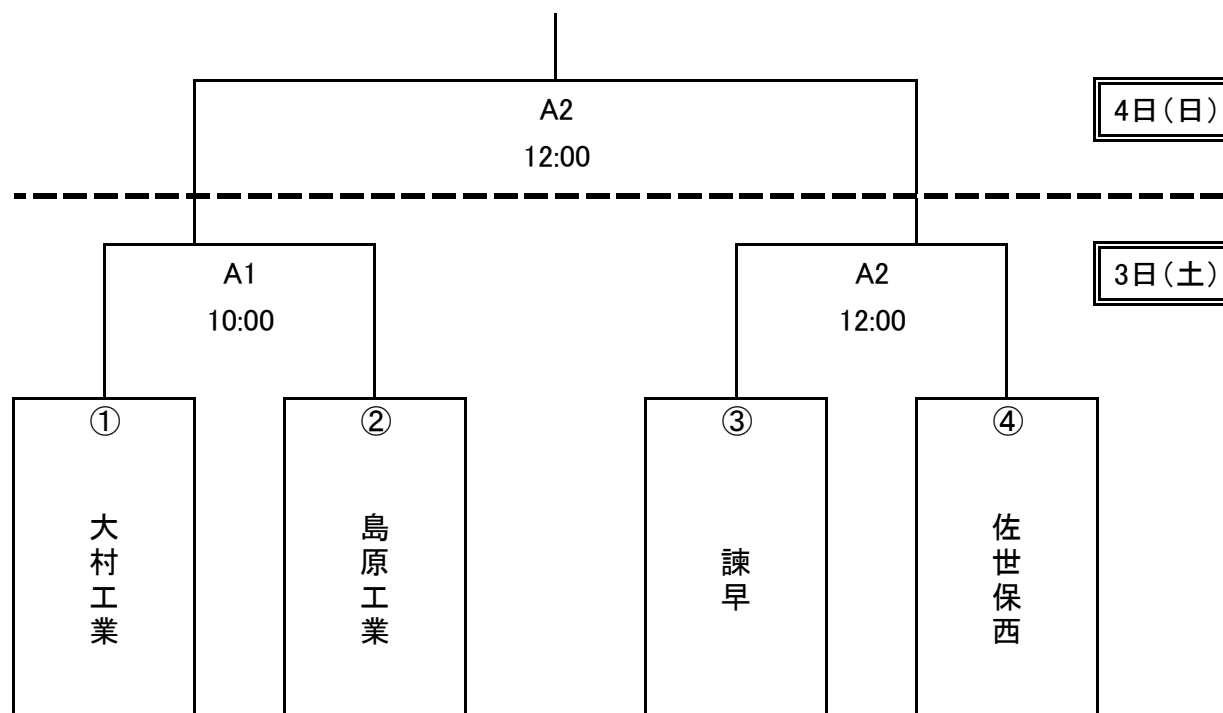 A2
12:00
4日(日)
A1
10:00
A2
12:00
3日(土)
①
大村工業
②
島原工業
③
諫早
④
佐世保西